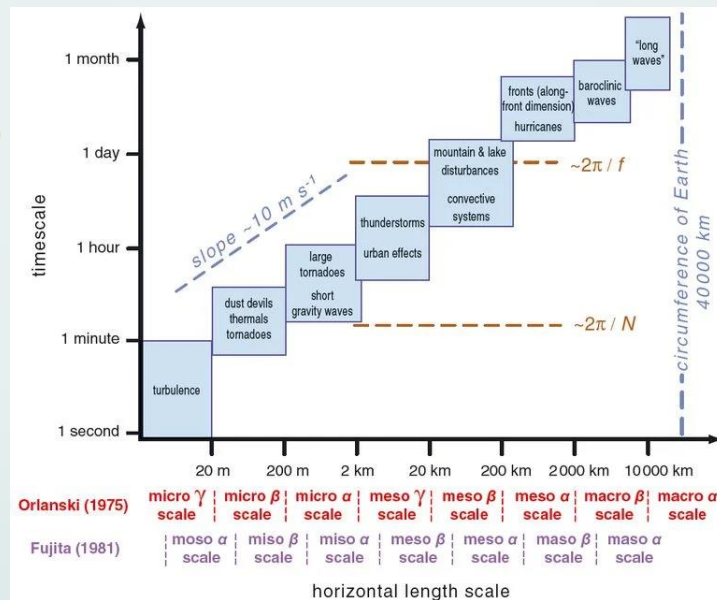 1 month
1 day
timescale
1 hour
1 minute
1 second
slope ~10 m s⁻¹
"long
waves"
baroclinic
waves
fronts (along-
front dimension)
hurricanes
mountain & lake
disturbances
convective
systems
~2π / f
thunderstorms
urban effects
large
tornadoes
short
gravity waves
~2π / N
dust devils
thermals
tornadoes
turbulence
circumference of Earth
40000 km
20 m 200 m 2 km 20 km 200 km 2000 km 10000 km
Orlanski (1975)
micro γ scale
micro β scale
micro α scale
meso γ scale
meso β scale
meso α scale
macro β scale
macro α scale
Fujita (1981)
moso α scale
miso β scale
miso α scale
meso β scale
meso α scale
maso β scale
maso α scale
horizontal length scale